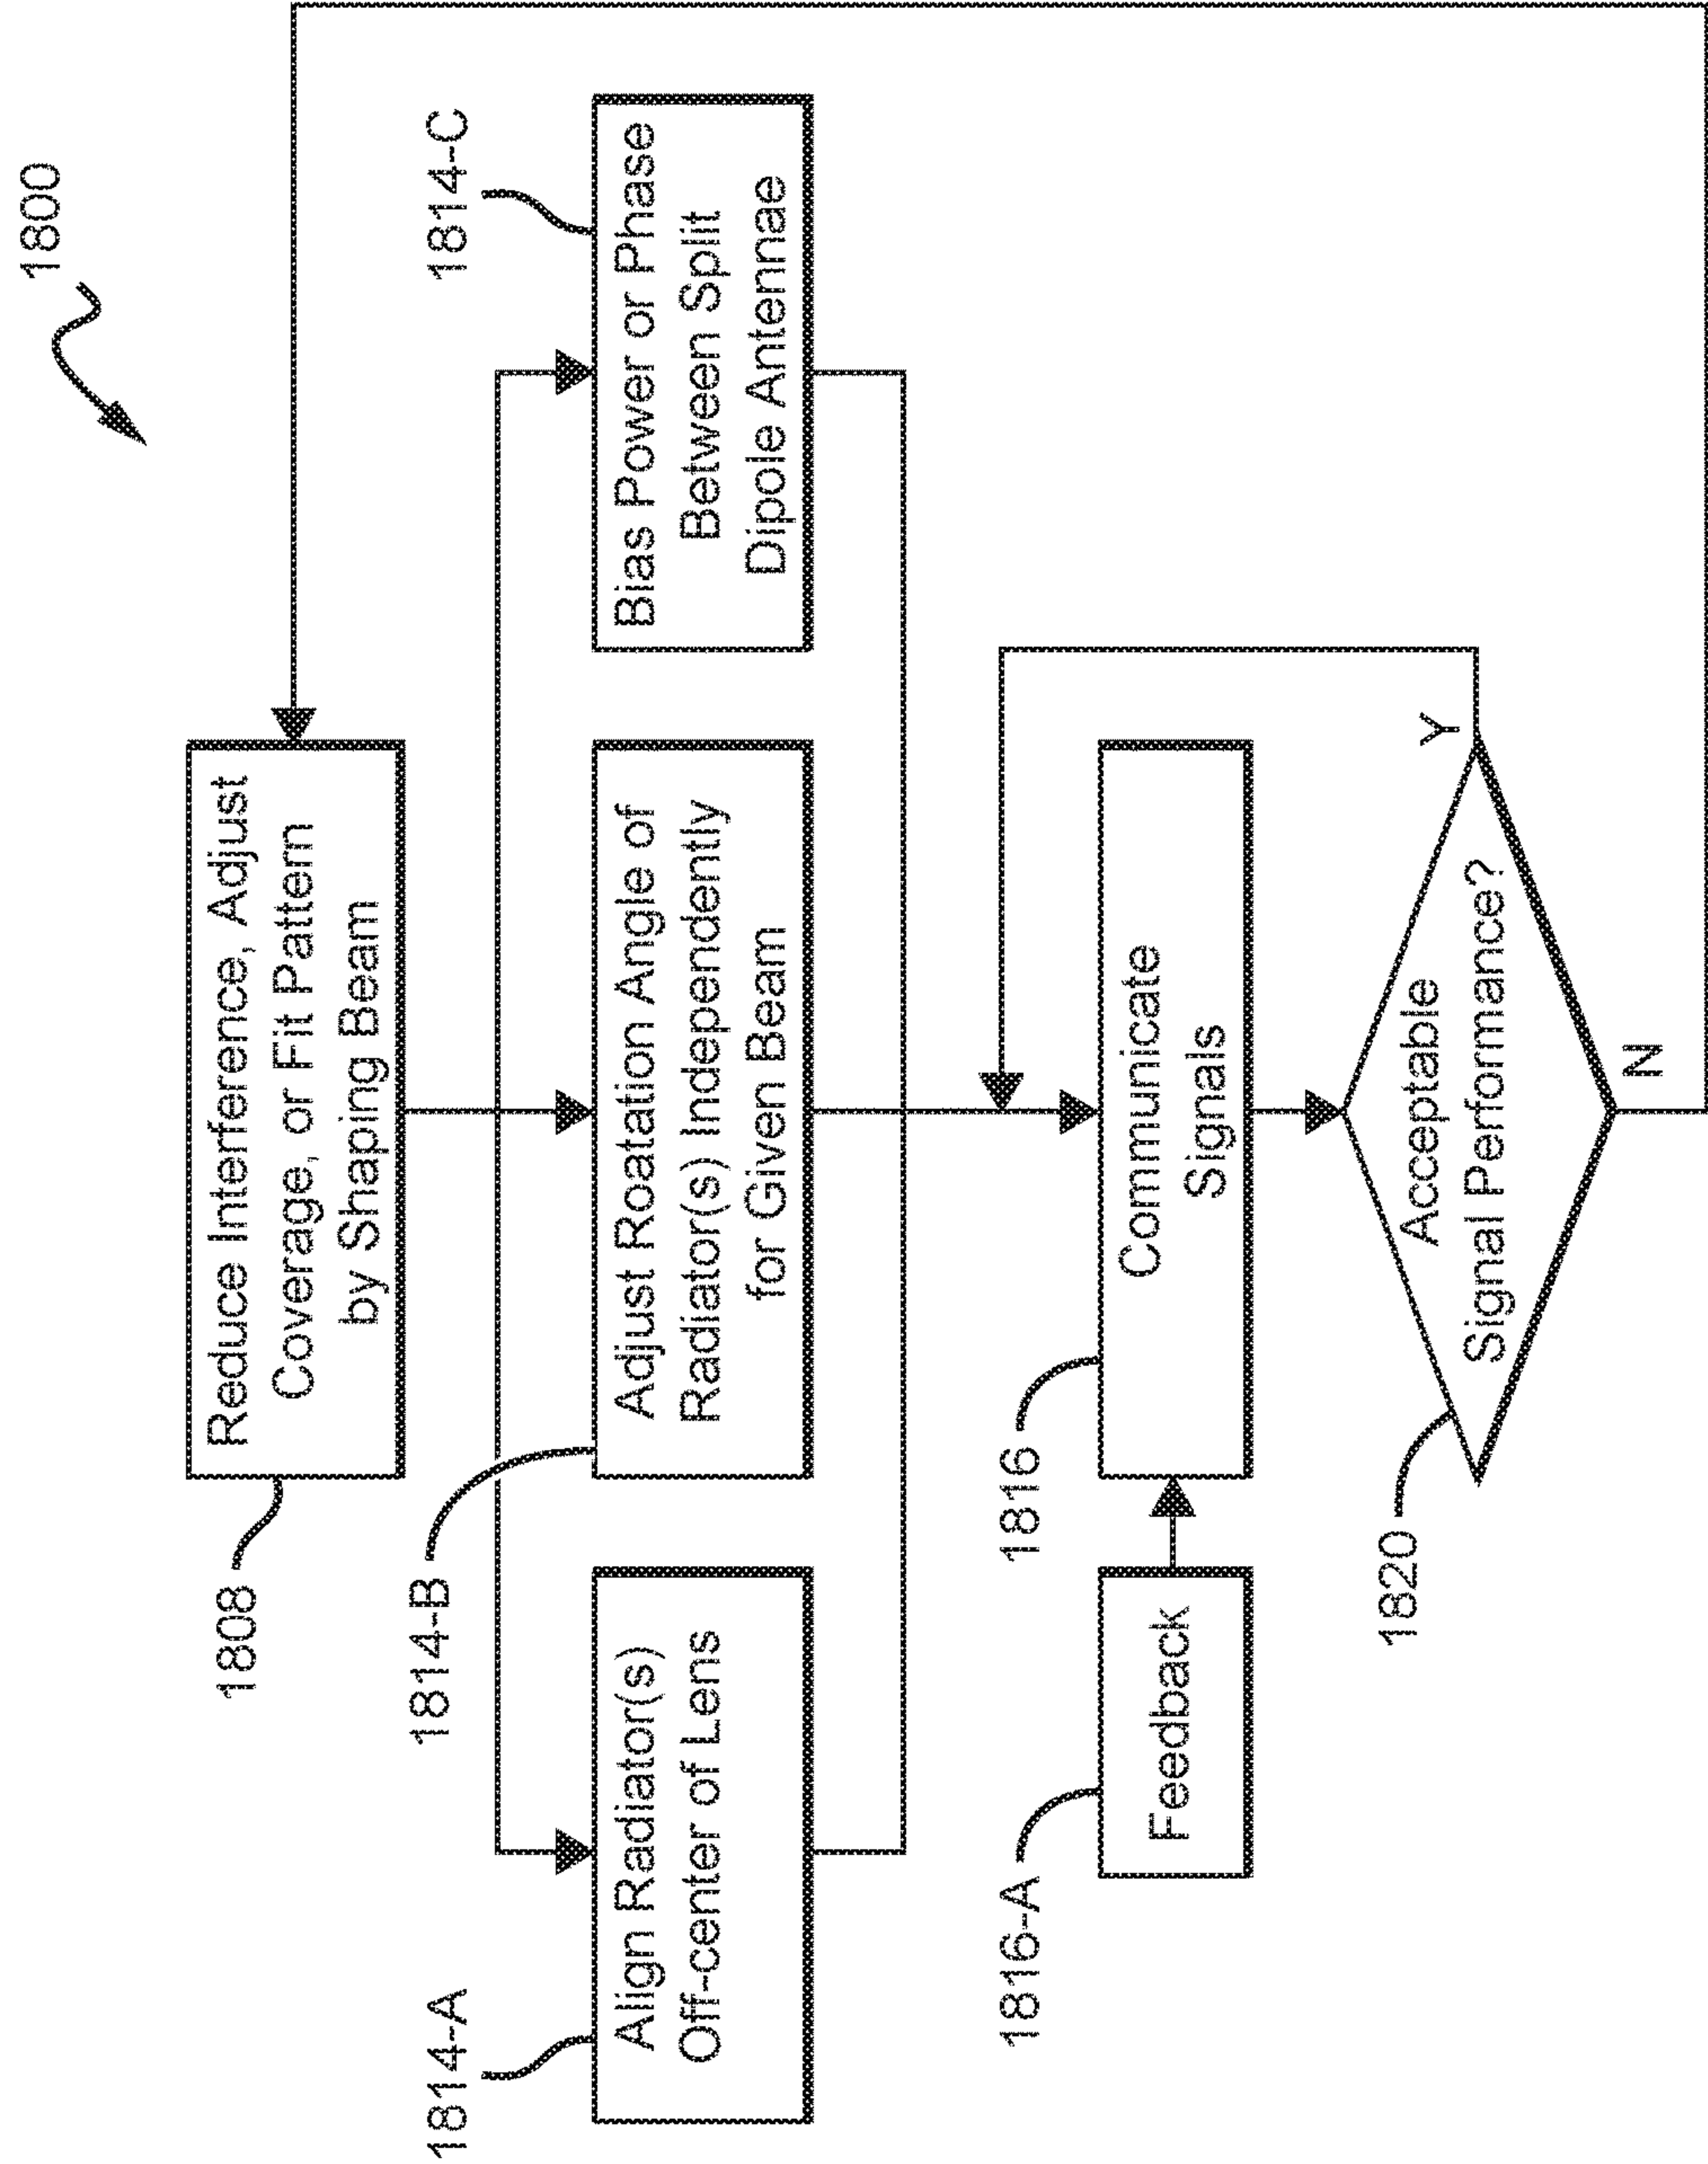 1800
1808
Reduce Interference, Adjust
Coverage, or Fit Pattern
by Shaping Beam
1814-A
Align Radiator(s)
Off-center of Lens
1814-B
Adjust Roatation Angle of
Radiator(s) Independently
for Given Beam
1814-C
Bias Power or Phase
Between Split
Dipole Antennae
1816-A
Feedback
1816
Communicate
Signals
1820
Acceptable
Signal Performance?
Y
N